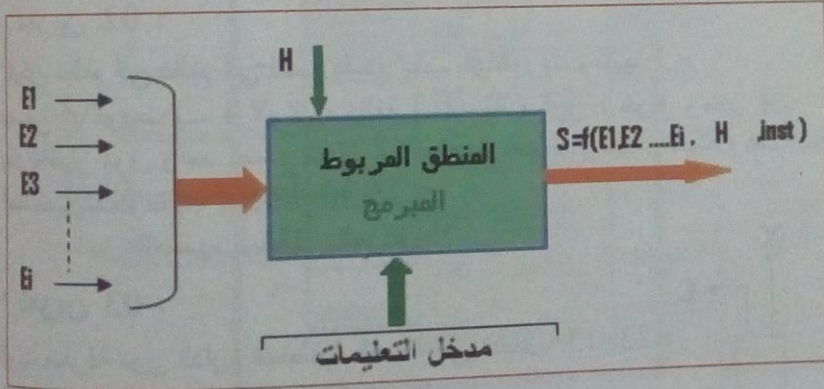 H
E1
E2
E3
Ei
المنطق المربوط
المبرمج
S=f(E1,E2 ....Ei . H ,inst )
مدخل التعليمات